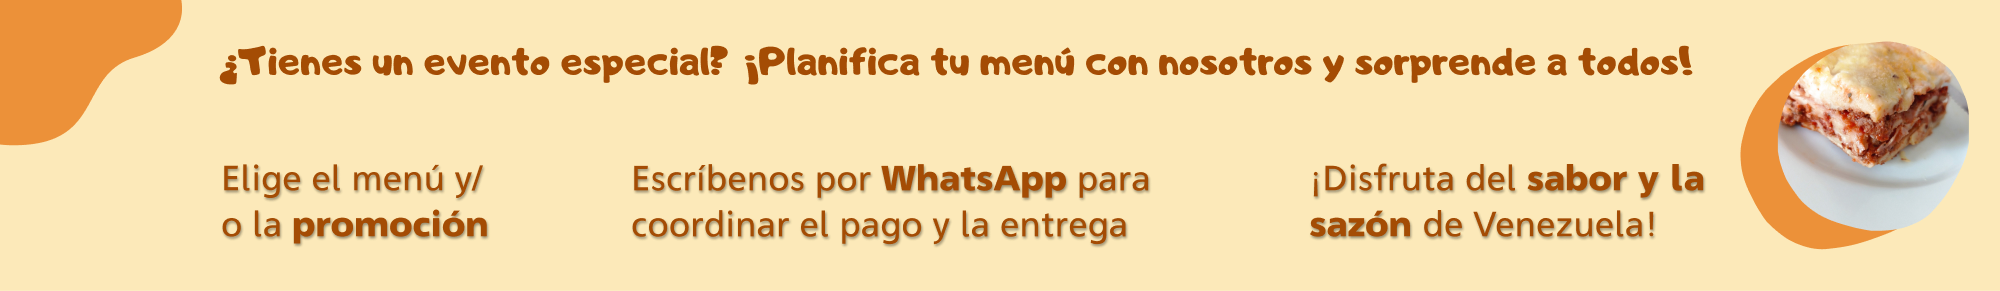 ¿Tienes un evento especial? ¡Planifica tu menú con nosotros y sorprende a todos!
Elige el menú y/
o la promoción
Escríbenos por WhatsApp para
coordinar el pago y la entrega
¡Disfruta del sabor y la
sazón de Venezuela!